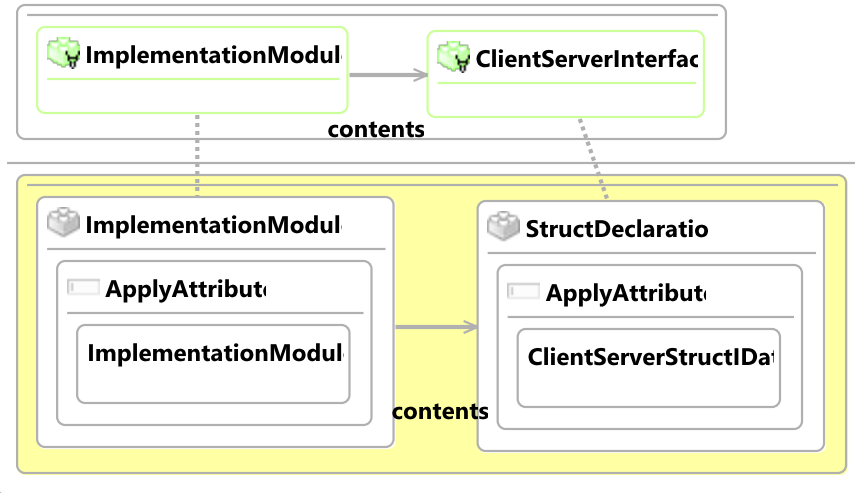 ImplementationModul
ClientServerInterfac
contents
ImplementationModul
StructDeclaratio
ApplyAttribut
ApplyAttribut
ImplementationModul
ClientServerStructIDat
contents